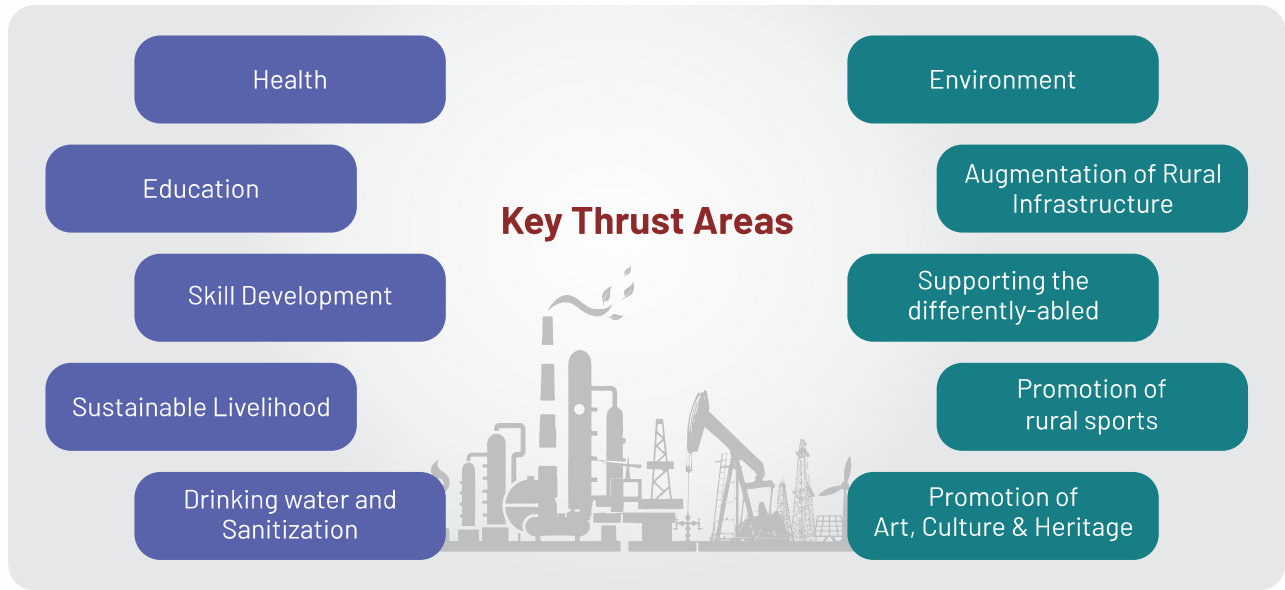 Key Thrust Areas
Health
Education
Skill Development
Sustainable Livelihood
Drinking water and
Sanitization
Environment
Augmentation of Rural
Infrastructure
Supporting the
differently-abled
Promotion of
rural sports
Promotion of
Art, Culture & Heritage